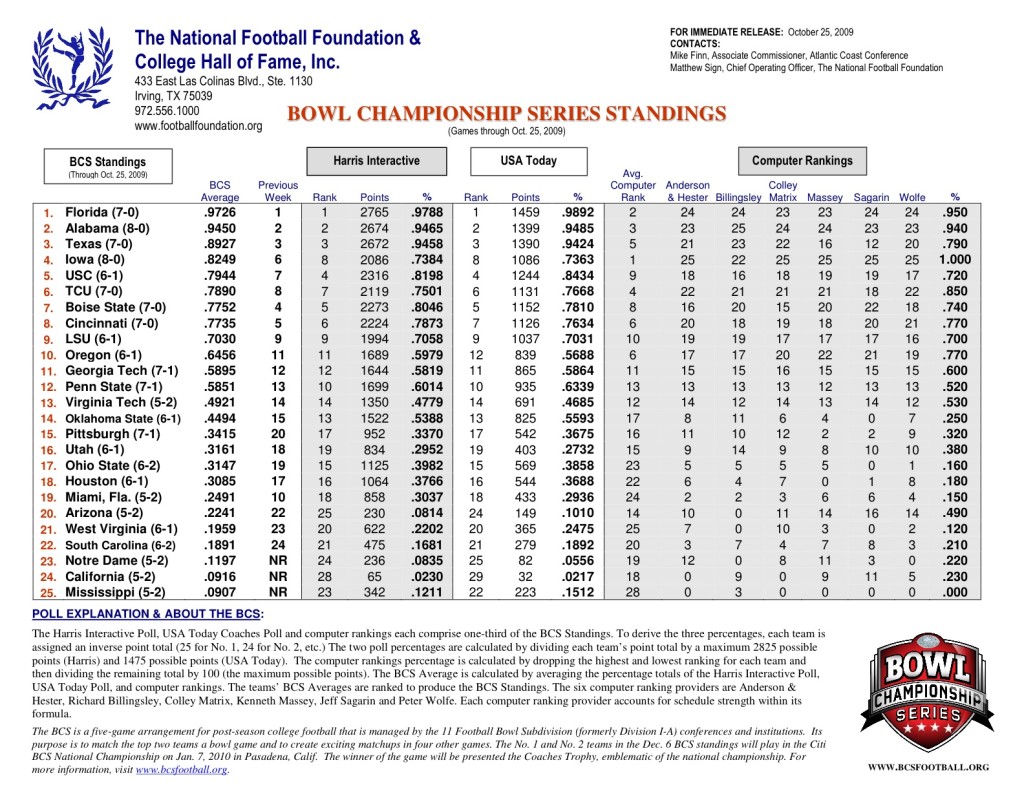 The National Football Foundation &
College Hall of Fame, Inc.
433 East Las Colinas Blvd., Ste. 1130
Irving, TX 75039
972.556.1000
www.footballfoundation.org
FOR IMMEDIATE RELEASE: October 25, 2009
CONTACTS:
Mike Finn, Associate Commissioner, Atlantic Coast Conference
Matthew Sign, Chief Operating Officer, The National Football Foundation
BOWL CHAMPIONSHIP SERIES STANDINGS
(Games through Oct. 25, 2009)
BCS Standings
(Through Oct. 25, 2009)
Harris Interactive
USA Today
Computer Rankings
BCS Average Previous Week Rank Points % Rank Points % Avg. Computer Rank Anderson & Hester Billingsley Colley Matrix Massey Sagarin Wolfe %
1. Florida (7-0) .9726 1 1 2765 .9788 1 1459 .9892 2 24 24 23 23 24 24 .950
2. Alabama (8-0) .9450 2 2 2674 .9465 2 1399 .9485 3 23 25 24 24 23 23 .940
3. Texas (7-0) .8927 3 3 2672 .9458 3 1390 .9424 5 21 23 22 16 12 20 .790
4. Iowa (8-0) .8249 6 8 2086 .7384 8 1086 .7363 1 25 22 25 25 25 25 1.000
5. USC (6-1) .7944 7 4 2316 .8198 4 1244 .8434 9 18 16 18 19 19 17 .720
6. TCU (7-0) .7890 8 7 2119 .7501 6 1131 .7668 4 22 21 21 21 18 22 .850
7. Boise State (7-0) .7752 4 5 2273 .8046 5 1152 .7810 8 16 20 15 20 22 18 .740
8. Cincinnati (7-0) .7735 5 6 2224 .7873 7 1126 .7634 6 20 18 19 18 20 21 .770
9. LSU (6-1) .7030 9 9 1994 .7058 9 1037 .7031 10 19 19 17 17 17 16 .700
10. Oregon (6-1) .6456 11 11 1689 .5979 12 839 .5688 6 17 17 20 22 21 19 .770
11. Georgia Tech (7-1) .5895 12 12 1644 .5819 11 865 .5864 11 15 15 16 15 15 15 .600
12. Penn State (7-1) .5851 13 10 1699 .6014 10 935 .6339 13 13 13 13 12 13 13 .520
13. Virginia Tech (5-2) .4921 14 14 1350 .4779 14 691 .4685 12 14 12 14 13 14 12 .530
14. Oklahoma State (6-1) .4494 15 13 1522 .5388 13 825 .5593 17 8 11 6 4 0 7 .250
15. Pittsburgh (7-1) .3415 20 17 952 .3370 17 542 .3675 16 11 10 12 2 2 9 .320
16. Utah (6-1) .3161 18 19 834 .2952 19 403 .2732 15 9 14 9 8 10 10 .380
17. Ohio State (6-2) .3147 19 15 1125 .3982 15 569 .3858 23 5 5 5 5 0 1 .160
18. Houston (6-1) .3085 17 16 1064 .3766 16 544 .3688 22 6 4 7 0 1 8 .180
19. Miami, Fla. (5-2) .2491 10 18 858 .3037 18 433 .2936 24 2 2 3 6 6 4 .150
20. Arizona (5-2) .2241 22 25 230 .0814 24 149 .1010 14 10 0 11 14 16 14 .490
21. West Virginia (6-1) .1959 23 20 622 .2202 20 365 .2475 25 7 0 10 3 0 2 .120
22. South Carolina (6-2) .1891 24 21 475 .1681 21 279 .1892 20 3 7 4 7 8 3 .210
23. Notre Dame (5-2) .1197 NR 24 236 .0835 25 82 .0556 19 12 0 8 11 3 0 .220
24. California (5-2) .0916 NR 28 65 .0230 29 32 .0217 18 0 9 0 9 11 5 .230
25. Mississippi (5-2) .0907 NR 23 342 .1211 22 223 .1512 28 0 3 0 0 0 0 .000
POLL EXPLANATION & ABOUT THE BCS:
The Harris Interactive Poll, USA Today Coaches Poll and computer rankings each comprise one-third of the BCS Standings. To derive the three percentages, each team is
assigned an inverse point total (25 for No. 1, 24 for No. 2, etc.) The two poll percentages are calculated by dividing each team's point total by a maximum 2825 possible
points (Harris) and 1475 possible points (USA Today). The computer rankings percentage is calculated by dropping the highest and lowest ranking for each team and
then dividing the remaining total by 100 (the maximum possible points). The BCS Average is calculated by averaging the percentage totals of the Harris Interactive Poll,
USA Today Poll, and computer rankings. The teams' BCS Averages are ranked to produce the BCS Standings. The six computer ranking providers are Anderson &
Hester, Richard Billingsley, Colley Matrix, Kenneth Massey, Jeff Sagarin and Peter Wolfe. Each computer ranking provider accounts for schedule strength within its
formula.
The BCS is a five-game arrangement for post-season college football that is managed by the 11 Football Bowl Subdivision (formerly Division I-A) conferences and institutions. Its
purpose is to match the top two teams a bowl game and to create exciting matchups in four other games. The No. 1 and No. 2 teams in the Dec. 6 BCS standings will play in the Citi
BCS National Championship on Jan. 7, 2010 in Pasadena, Calif. The winner of the game will be presented the Coaches Trophy, emblematic of the national championship. For
more information, visit www.bcsfootball.org.
BOWL
CHAMPIONSHIP
SERIES
WWW.BCSFOOTBALL.ORG